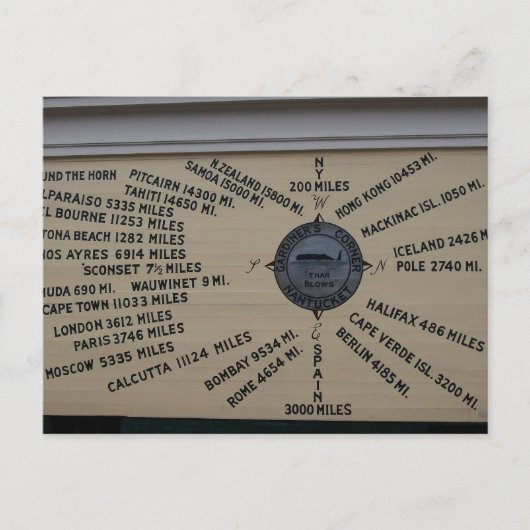 UND THE HORN
PITCAIRN 14300 MI.
TAHITI 14650 MI.
N.ZEALAND 15800 MI.
SAMOA 15000 MI.
LPARAISO 5335 MILES
EL BOURNE 11253 MILES
TONA BEACH 1282 MILES
NOS AYRES 6914 MILES
'SCONSET 7½ MILES
UDA 690 MI.
WAUWINET 9 MI.
CAPE TOWN 11033 MILES
LONDON 3612 MILES
PARIS 3746 MILES
MOSCOW 5335 MILES
CALCUTTA 11124 MILES
BOMBAY 9534 MI.
ROME 4654 MI.
NY
200 MILES
W
S
GARDINER'S CORNER
"THAR
BLOWS"
NANTUCKET
N
E
SPAIN
3000 MILES
HONG KONG 10453 MI.
MACKINAC ISL. 1050 MI.
ICELAND 2426 M
POLE 2740 MI.
HALIFAX 486 MILES
CAPE VERDE ISL. 3200 MI.
BERLIN 4185 MI.